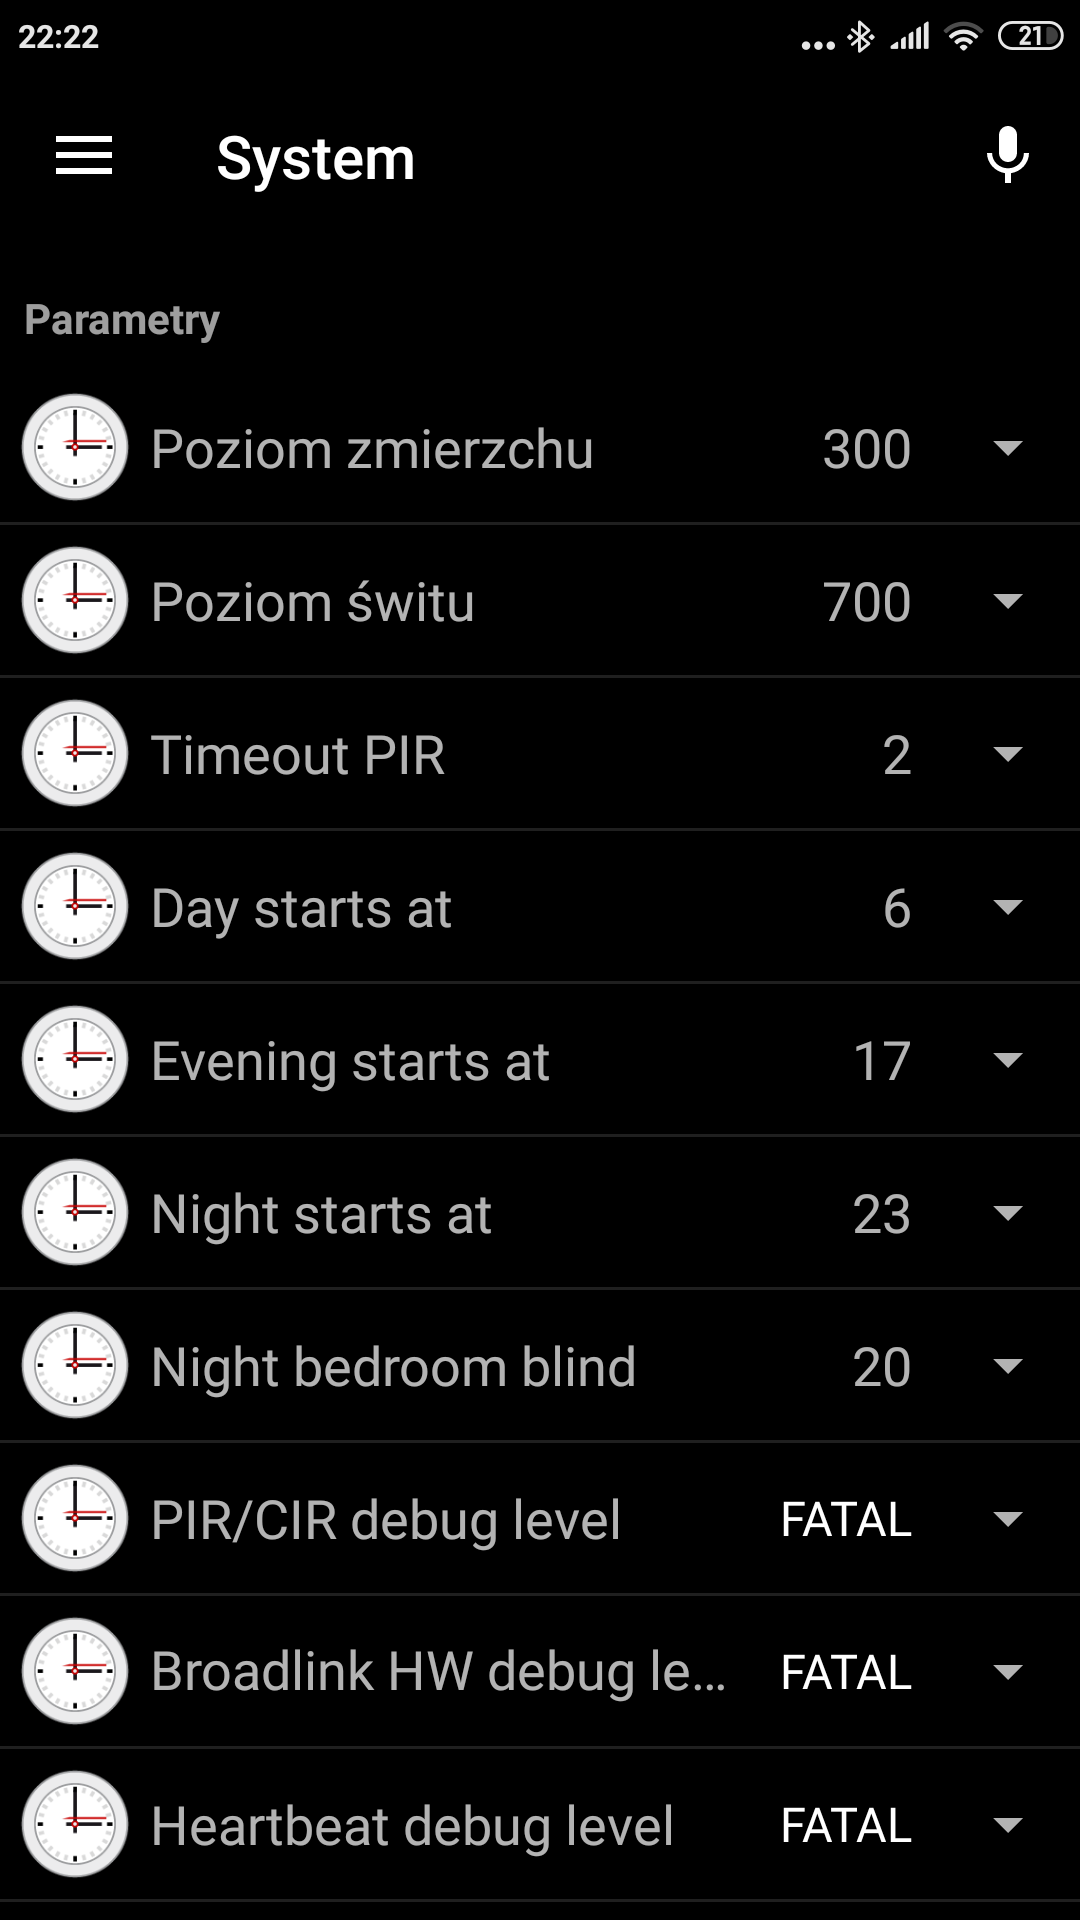 22:22
21
System
Parametry
Poziom zmierzchu 300
Poziom świtu 700
Timeout PIR 2
Day starts at 6
Evening starts at 17
Night starts at 23
Night bedroom blind 20
PIR/CIR debug level FATAL
Broadlink HW debug le... FATAL
Heartbeat debug level FATAL